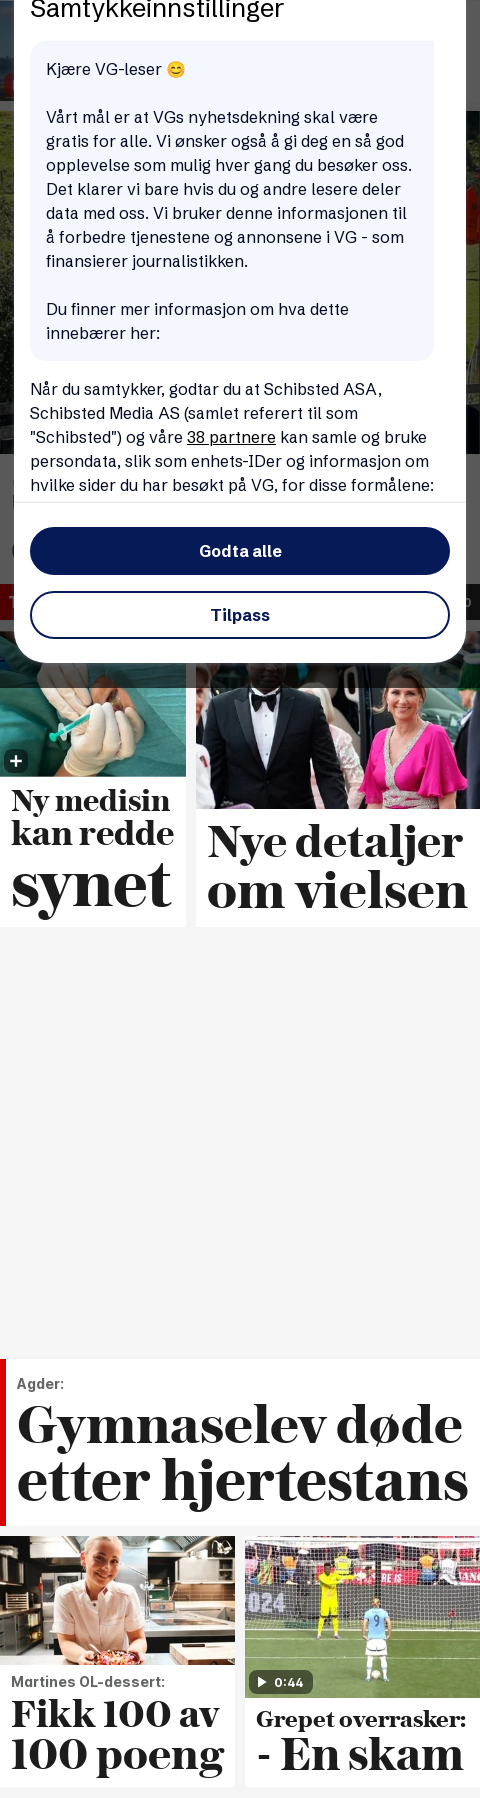 Samtykkeinnstillinger
Kjære VG-leser 😊
Vårt mål er at VGs nyhetsdekning skal være
gratis for alle. Vi ønsker også å gi deg en så god
opplevelse som mulig hver gang du besøker oss.
Det klarer vi bare hvis du og andre lesere deler
data med oss. Vi bruker denne informasjonen til
å forbedre tjenestene og annonsene i VG - som
finansierer journalistikken.
Du finner mer informasjon om hva dette
innebærer her:
Når du samtykker, godtar du at Schibsted ASA,
Schibsted Media AS (samlet referert til som
"Schibsted") og våre 38 partnere kan samle og bruke
persondata, slik som enhets-IDer og informasjon om
hvilke sider du har besøkt på VG, for disse formålene:
Godta alle
Tilpass
Ny medisin
kan redde
synet
Nye detaljer
om vielsen
Agder:
Gymnaselev døde
etter hjertestans
Martines OL-dessert:
Fikk 100 av
100 poeng
2024
9
0:44
Grepet overrasker:
- En skam